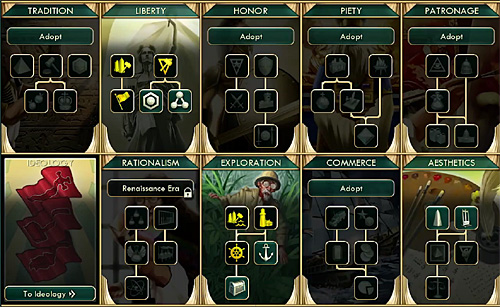 TRADITION
LIBERTY
HONOR
PIETY
PATRONAGE
Adopt
Adopt
Adopt
Adopt
IDEOLOGY
RATIONALISM
EXPLORATION
COMMERCE
AESTHETICS
Renaissance Era
Adopt
To Ideology >